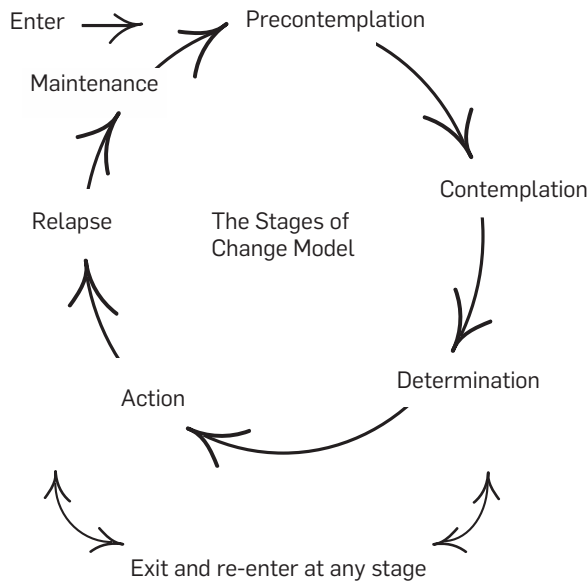 Enter
Precontemplation
Maintenance
Contemplation
Relapse
The Stages of
Change Model
Determination
Action
Exit and re-enter at any stage